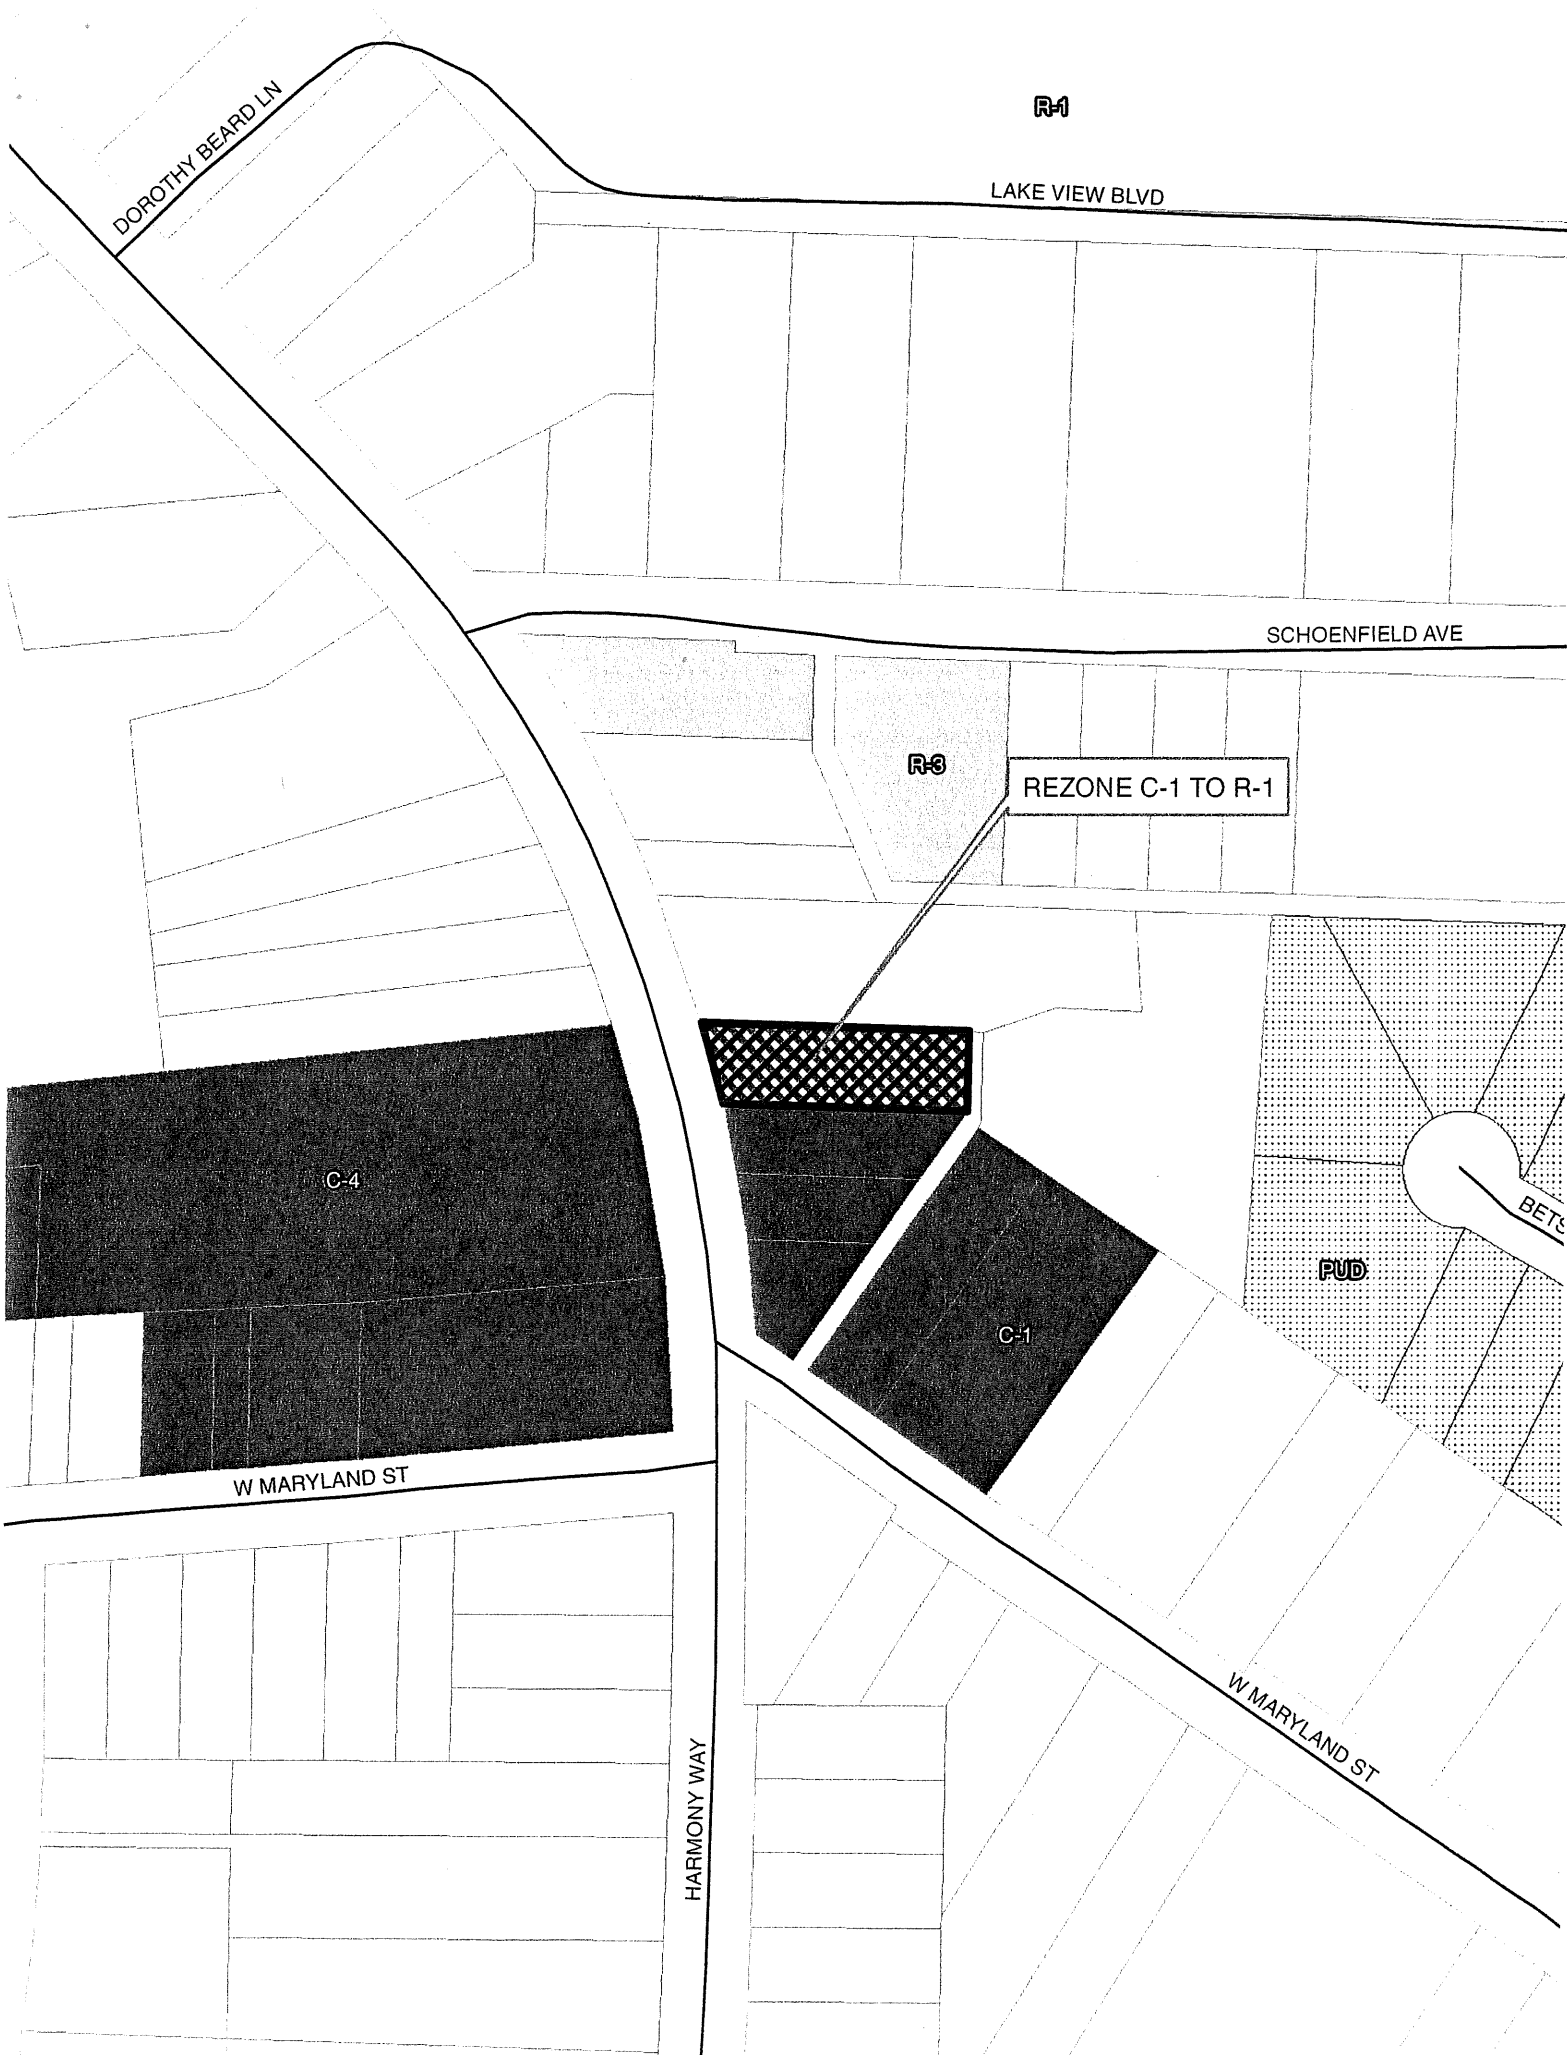 DOROTHY BEARD LN
R-1
LAKE VIEW BLVD
SCHOENFIELD AVE
R-3
REZONE C-1 TO R-1
C-4
BETS
PUD
C-1
W MARYLAND ST
W MARYLAND ST
HARMONY WAY